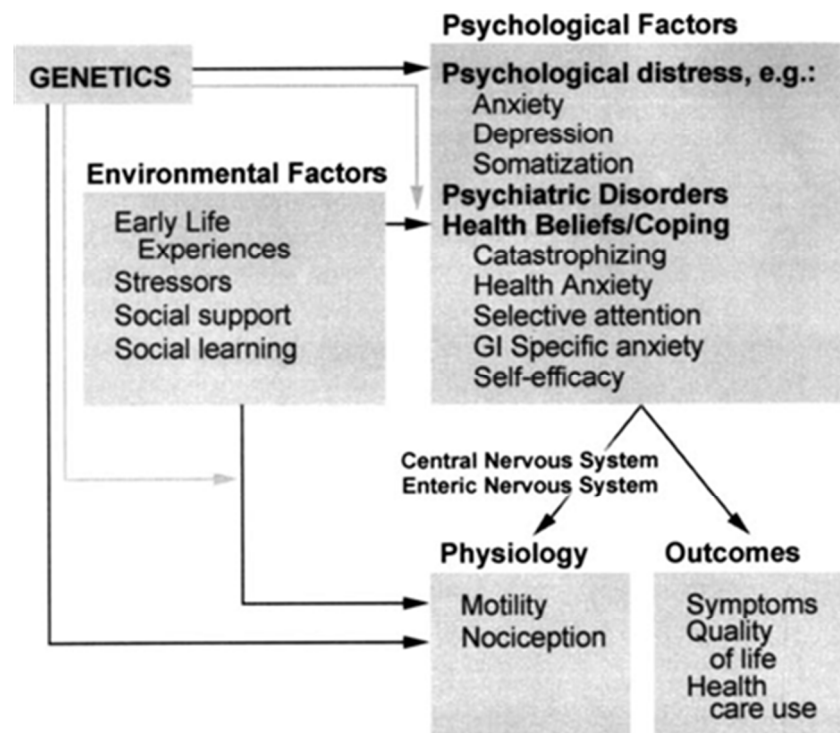 GENETICS
Psychological Factors
Psychological distress, e.g.:
Anxiety
Depression
Somatization
Psychiatric Disorders
Health Beliefs/Coping
Catastrophizing
Health Anxiety
Selective attention
GI Specific anxiety
Self-efficacy
Environmental Factors
Early Life
Experiences
Stressors
Social support
Social learning
Central Nervous System
Enteric Nervous System
Physiology
Motility
Nociception
Outcomes
Symptoms
Quality
of life
Health
care use